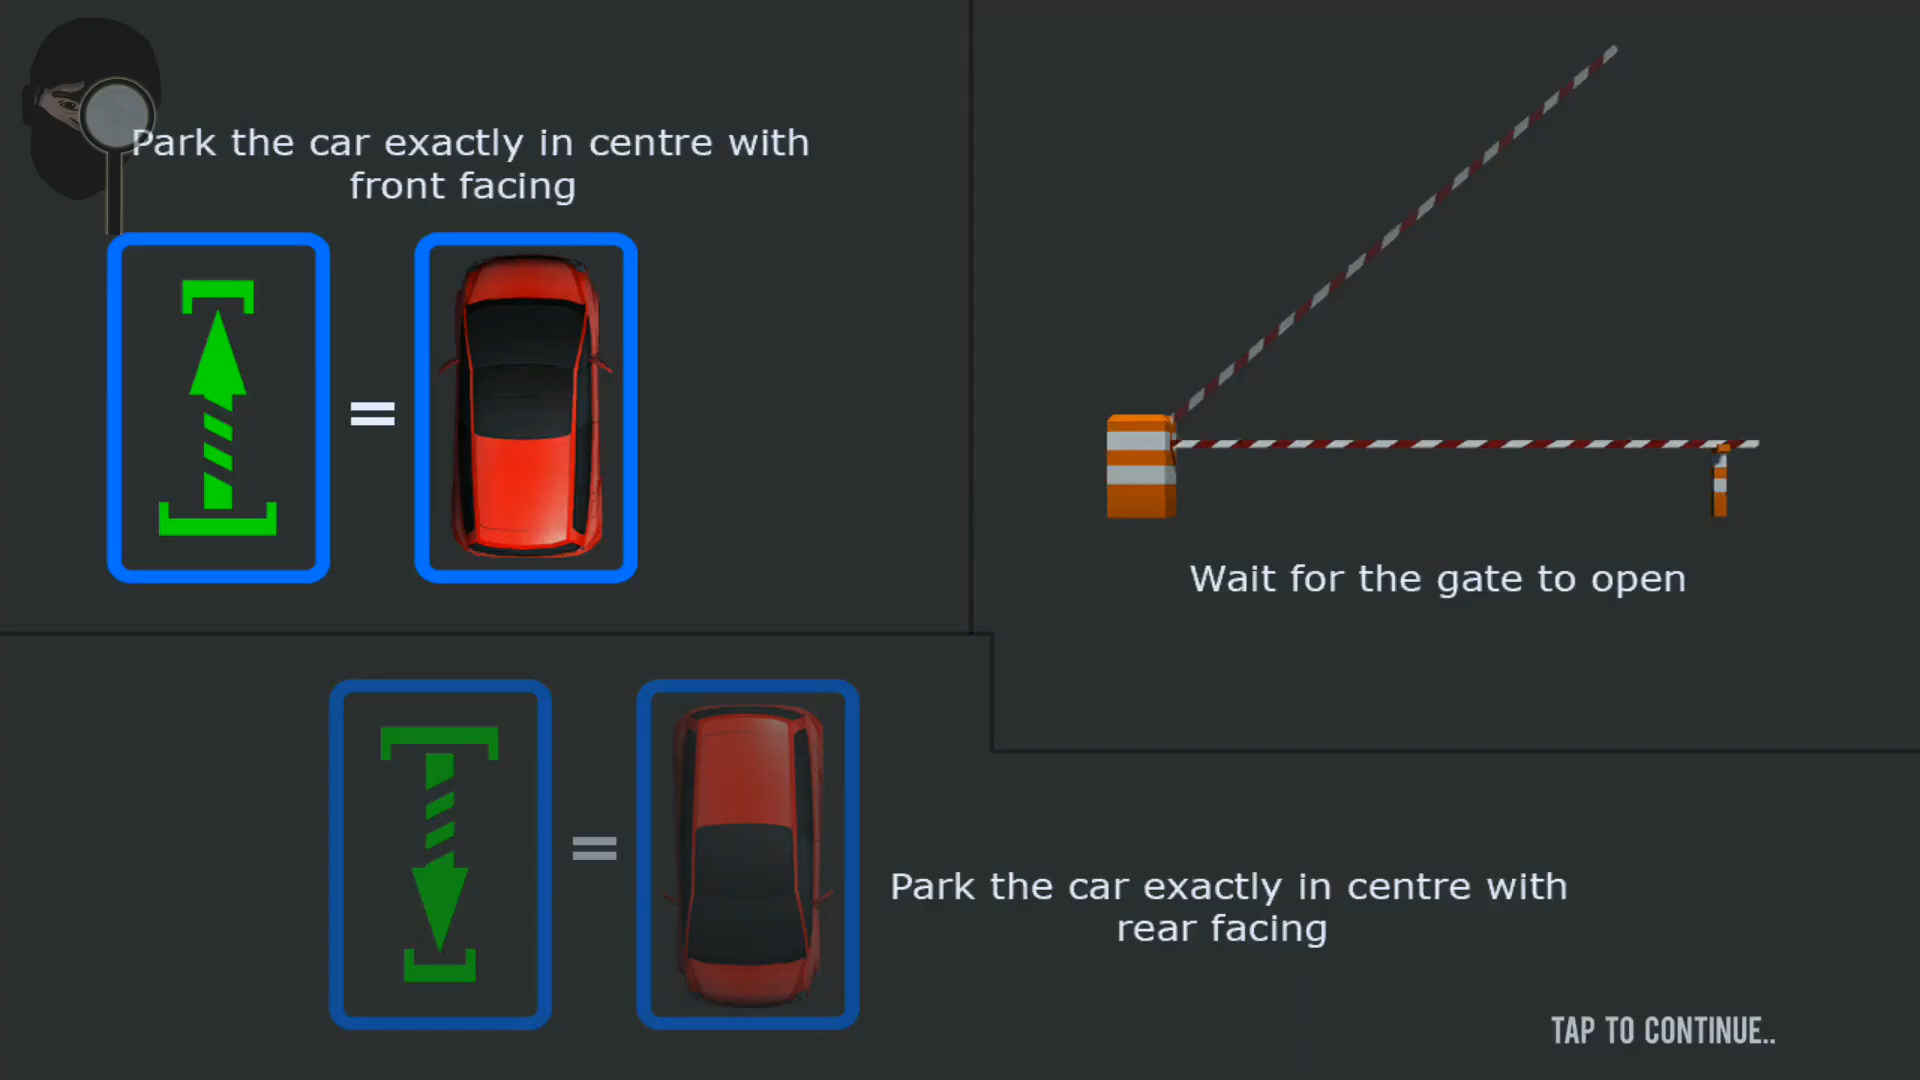 Park the car exactly in centre with
front facing
=
Wait for the gate to open
=
Park the car exactly in centre with
rear facing
TAP TO CONTINUE..